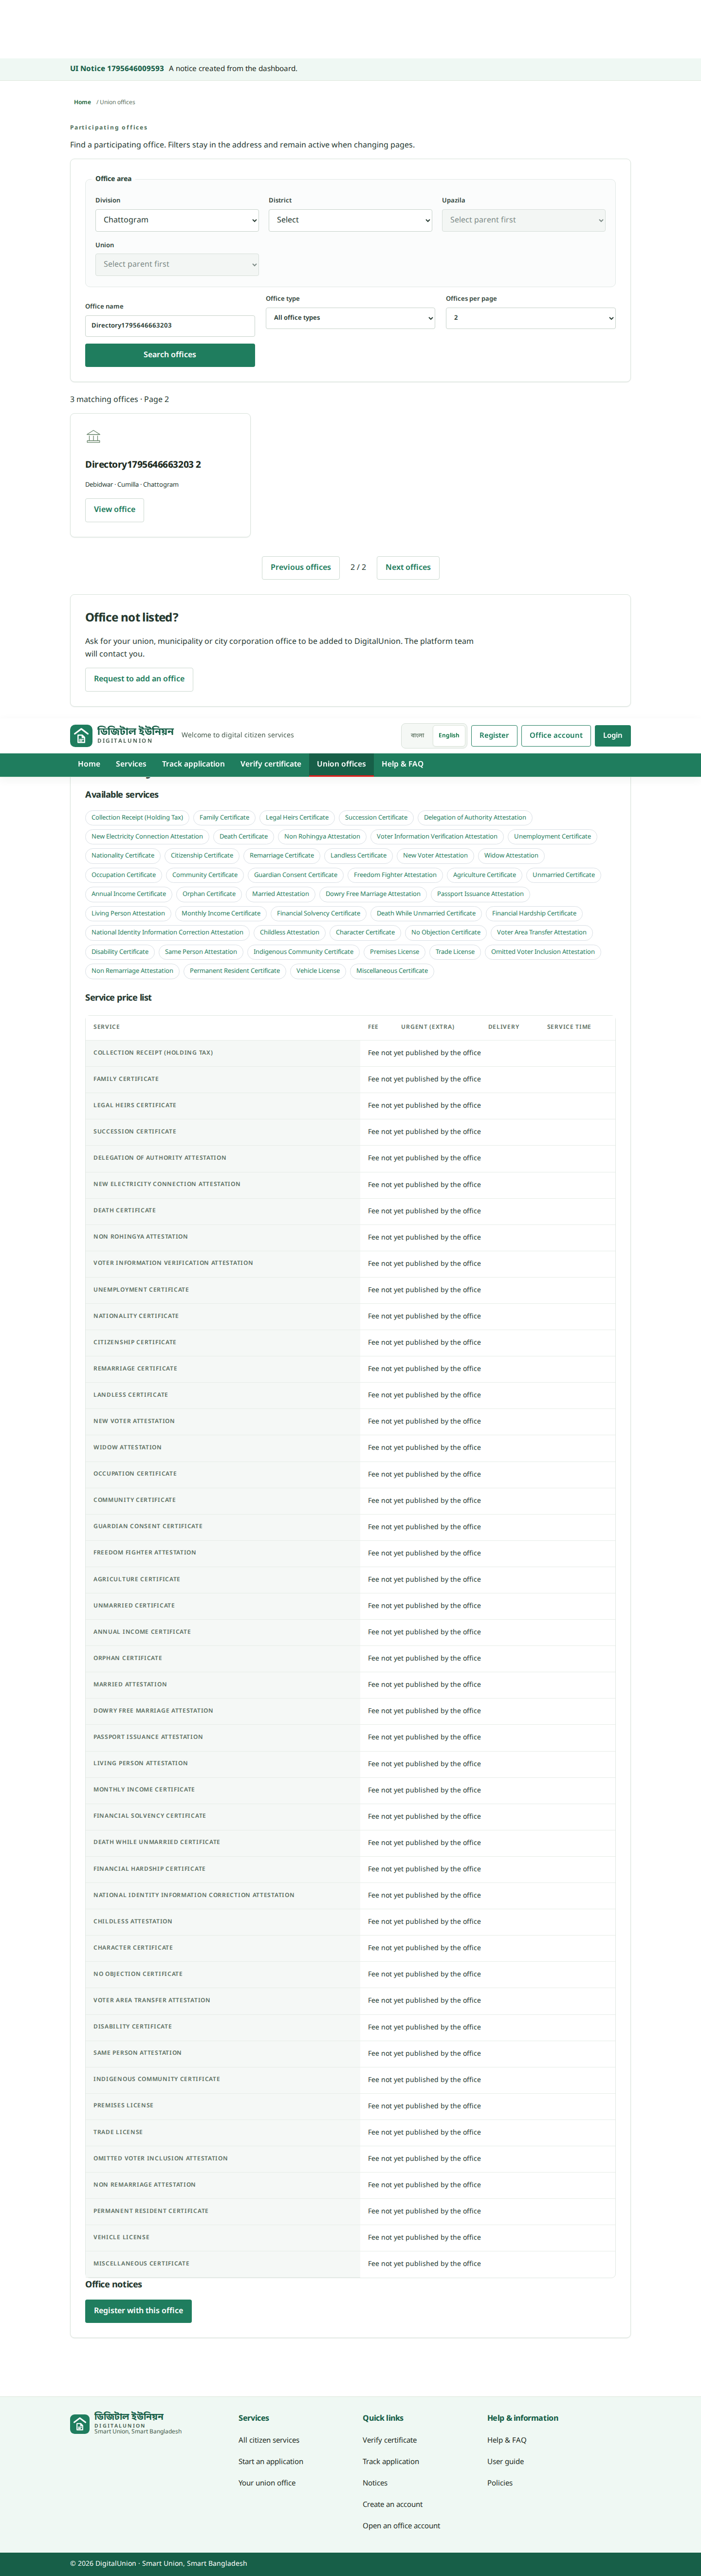 UI Notice 1795646009593 A notice created from the dashboard.
Home / Union offices
Participating offices
Find a participating office. Filters stay in the address and remain active when changing pages.
Office area
Division District Upazila
Chattogram Select Select parent first
Union
Select parent first
Office name Office type Offices per page
Directory1795646663203 All office types 2
Search offices
3 matching offices · Page 2
Directory1795646663203 2
Debidwar · Cumilla · Chattogram
View office
Previous offices 2 / 2 Next offices
Office not listed?
Ask for your union, municipality or city corporation office to be added to DigitalUnion. The platform team
will contact you.
Request to add an office
ডিজিটাল ইউনিয়ন
DIGITALUNION
Welcome to digital citizen services
বাংলা English Register Office account Login
Home Services Track application Verify certificate Union offices Help & FAQ
Available services
Collection Receipt (Holding Tax) Family Certificate Legal Heirs Certificate Succession Certificate Delegation of Authority Attestation
New Electricity Connection Attestation Death Certificate Non Rohingya Attestation Voter Information Verification Attestation Unemployment Certificate
Nationality Certificate Citizenship Certificate Remarriage Certificate Landless Certificate New Voter Attestation Widow Attestation
Occupation Certificate Community Certificate Guardian Consent Certificate Freedom Fighter Attestation Agriculture Certificate Unmarried Certificate
Annual Income Certificate Orphan Certificate Married Attestation Dowry Free Marriage Attestation Passport Issuance Attestation
Living Person Attestation Monthly Income Certificate Financial Solvency Certificate Death While Unmarried Certificate Financial Hardship Certificate
National Identity Information Correction Attestation Childless Attestation Character Certificate No Objection Certificate Voter Area Transfer Attestation
Disability Certificate Same Person Attestation Indigenous Community Certificate Premises License Trade License Omitted Voter Inclusion Attestation
Non Remarriage Attestation Permanent Resident Certificate Vehicle License Miscellaneous Certificate
Service price list
SERVICE FEE URGENT (EXTRA) DELIVERY SERVICE TIME
COLLECTION RECEIPT (HOLDING TAX) Fee not yet published by the office
FAMILY CERTIFICATE Fee not yet published by the office
LEGAL HEIRS CERTIFICATE Fee not yet published by the office
SUCCESSION CERTIFICATE Fee not yet published by the office
DELEGATION OF AUTHORITY ATTESTATION Fee not yet published by the office
NEW ELECTRICITY CONNECTION ATTESTATION Fee not yet published by the office
DEATH CERTIFICATE Fee not yet published by the office
NON ROHINGYA ATTESTATION Fee not yet published by the office
VOTER INFORMATION VERIFICATION ATTESTATION Fee not yet published by the office
UNEMPLOYMENT CERTIFICATE Fee not yet published by the office
NATIONALITY CERTIFICATE Fee not yet published by the office
CITIZENSHIP CERTIFICATE Fee not yet published by the office
REMARRIAGE CERTIFICATE Fee not yet published by the office
LANDLESS CERTIFICATE Fee not yet published by the office
NEW VOTER ATTESTATION Fee not yet published by the office
WIDOW ATTESTATION Fee not yet published by the office
OCCUPATION CERTIFICATE Fee not yet published by the office
COMMUNITY CERTIFICATE Fee not yet published by the office
GUARDIAN CONSENT CERTIFICATE Fee not yet published by the office
FREEDOM FIGHTER ATTESTATION Fee not yet published by the office
AGRICULTURE CERTIFICATE Fee not yet published by the office
UNMARRIED CERTIFICATE Fee not yet published by the office
ANNUAL INCOME CERTIFICATE Fee not yet published by the office
ORPHAN CERTIFICATE Fee not yet published by the office
MARRIED ATTESTATION Fee not yet published by the office
DOWRY FREE MARRIAGE ATTESTATION Fee not yet published by the office
PASSPORT ISSUANCE ATTESTATION Fee not yet published by the office
LIVING PERSON ATTESTATION Fee not yet published by the office
MONTHLY INCOME CERTIFICATE Fee not yet published by the office
FINANCIAL SOLVENCY CERTIFICATE Fee not yet published by the office
DEATH WHILE UNMARRIED CERTIFICATE Fee not yet published by the office
FINANCIAL HARDSHIP CERTIFICATE Fee not yet published by the office
NATIONAL IDENTITY INFORMATION CORRECTION ATTESTATION Fee not yet published by the office
CHILDLESS ATTESTATION Fee not yet published by the office
CHARACTER CERTIFICATE Fee not yet published by the office
NO OBJECTION CERTIFICATE Fee not yet published by the office
VOTER AREA TRANSFER ATTESTATION Fee not yet published by the office
DISABILITY CERTIFICATE Fee not yet published by the office
SAME PERSON ATTESTATION Fee not yet published by the office
INDIGENOUS COMMUNITY CERTIFICATE Fee not yet published by the office
PREMISES LICENSE Fee not yet published by the office
TRADE LICENSE Fee not yet published by the office
OMITTED VOTER INCLUSION ATTESTATION Fee not yet published by the office
NON REMARRIAGE ATTESTATION Fee not yet published by the office
PERMANENT RESIDENT CERTIFICATE Fee not yet published by the office
VEHICLE LICENSE Fee not yet published by the office
MISCELLANEOUS CERTIFICATE Fee not yet published by the office
Office notices
Register with this office
ডিজিটাল ইউনিয়ন
DIGITALUNION
Smart Union, Smart Bangladesh
Services Quick links Help & information
All citizen services Verify certificate Help & FAQ
Start an application Track application User guide
Your union office Notices Policies
Create an account
Open an office account
© 2026 DigitalUnion · Smart Union, Smart Bangladesh